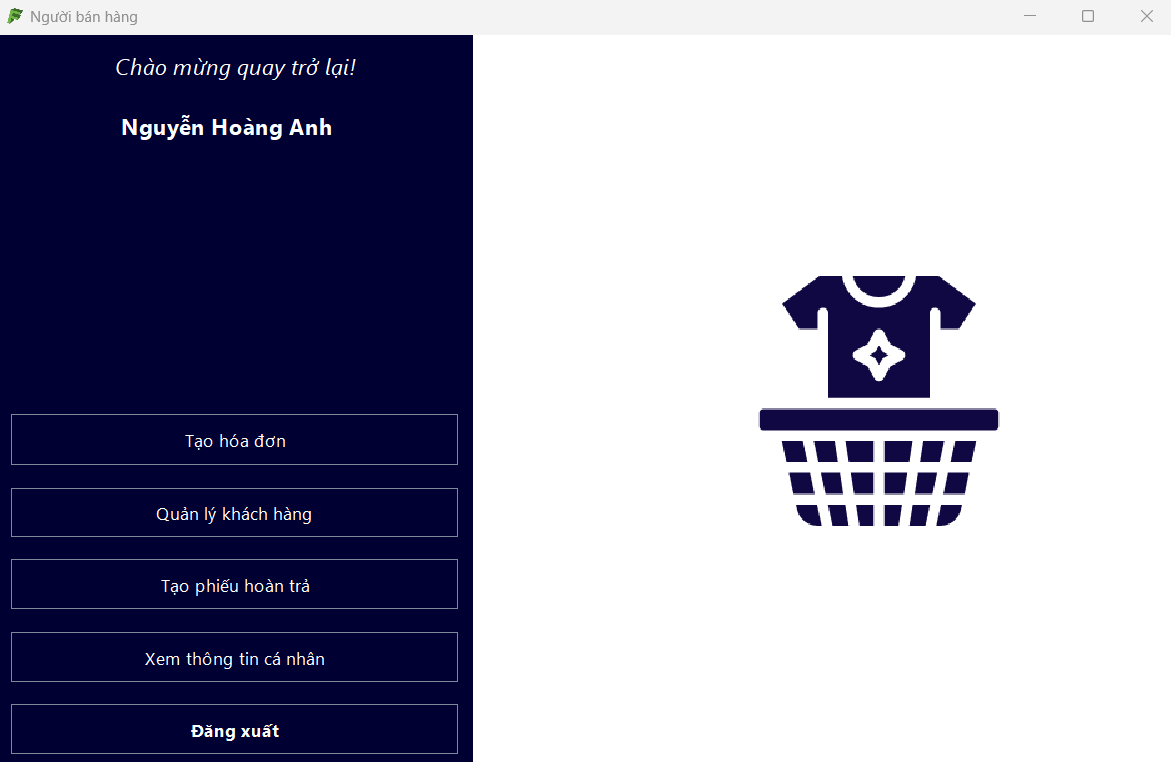 Người bán hàng
Chào mừng quay trở lại!
Nguyễn Hoàng Anh
Tạo hóa đơn
Quản lý khách hàng
Tạo phiếu hoàn trả
Xem thông tin cá nhân
Đăng xuất